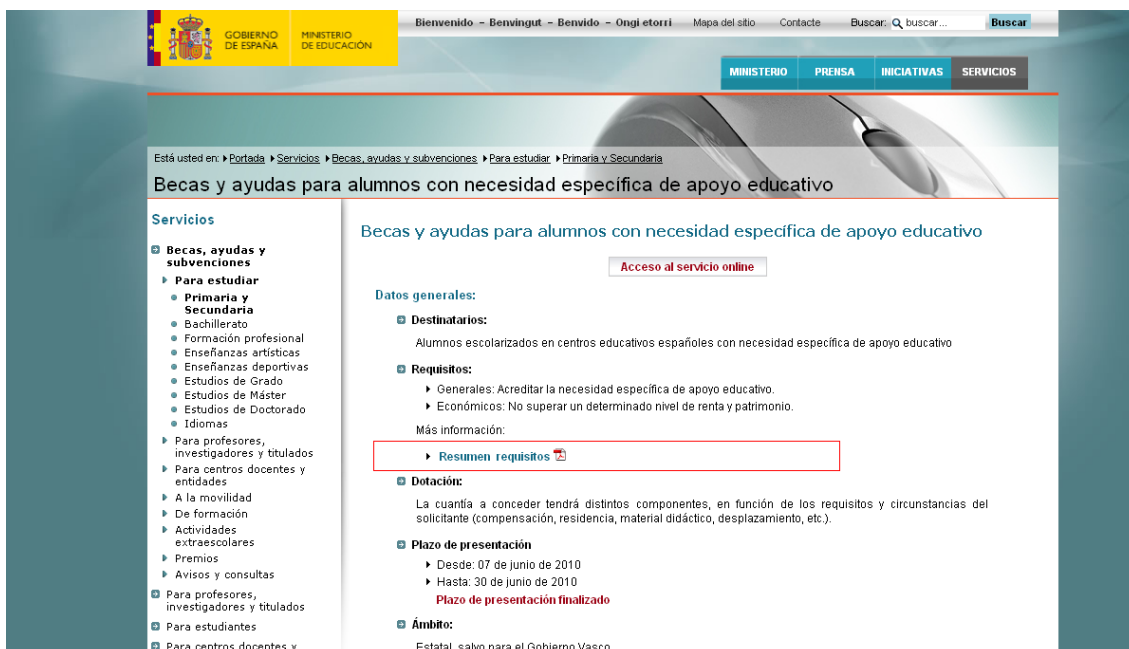 GOBIERNO
DE ESPAÑA
MINISTERIO
DE EDUCACIÓN
Bienvenido - Benvingut - Benvido - Ongi etorri
Mapa del sitio
Contacte
Buscar: buscar...
Buscar
MINISTERIO
PRENSA
INICIATIVAS
SERVICIOS
Está usted en: Portada Servicios Becas, ayudas y subvenciones Para estudiar Primaria y Secundaria
Becas y ayudas para alumnos con necesidad específica de apoyo educativo
Servicios
Becas, ayudas y
subvenciones
Para estudiar
Primaria y
Secundaria
Bachillerato
Formación profesional
Enseñanzas artísticas
Enseñanzas deportivas
Estudios de Grado
Estudios de Máster
Estudios de Doctorado
Idiomas
Para profesores,
investigadores y titulados
Para centros docentes y
entidades
A la movilidad
De formación
Actividades
extraescolares
Premios
Avisos y consultas
Para profesores,
investigadores y titulados
Para estudiantes
Para centros docentes y
Becas y ayudas para alumnos con necesidad específica de apoyo educativo
Acceso al servicio online
Datos generales:
Destinatarios:
Alumnos escolarizados en centros educativos españoles con necesidad específica de apoyo educativo
Requisitos:
Generales: Acreditar la necesidad específica de apoyo educativo.
Económicos: No superar un determinado nivel de renta y patrimonio.
Más información:
Resumen requisitos
Dotación:
La cuantía a conceder tendrá distintos componentes, en función de los requisitos y circunstancias del
solicitante (compensación, residencia, material didáctico, desplazamiento, etc.).
Plazo de presentación
Desde: 07 de junio de 2010
Hasta: 30 de junio de 2010
Plazo de presentación finalizado
Ámbito:
Estatal, salvo para el Gobierno Vasco